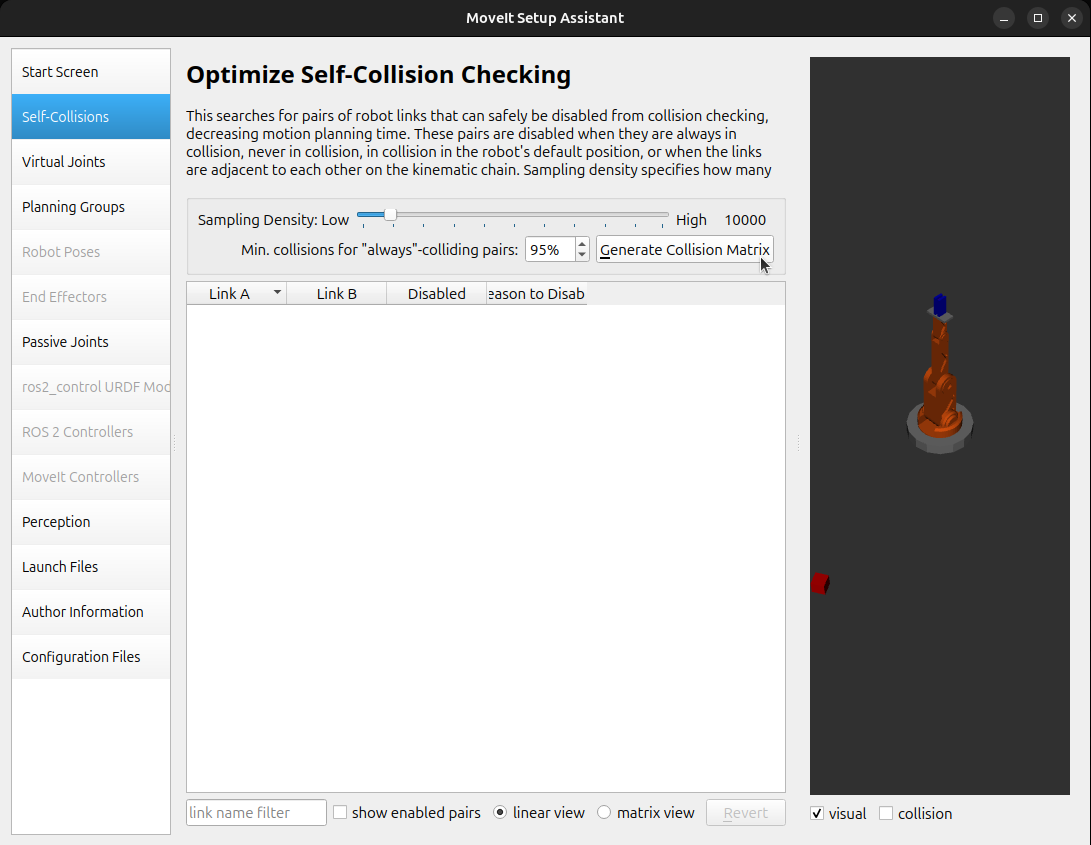 MoveIt Setup Assistant
Start Screen
Self-Collisions
Virtual Joints
Planning Groups
Robot Poses
End Effectors
Passive Joints
ros2_control URDF Mod
ROS 2 Controllers
MoveIt Controllers
Perception
Launch Files
Author Information
Configuration Files
Optimize Self-Collision Checking
This searches for pairs of robot links that can safely be disabled from collision checking,
decreasing motion planning time. These pairs are disabled when they are always in
collision, never in collision, in collision in the robot's default position, or when the links
are adjacent to each other on the kinematic chain. Sampling density specifies how many
Sampling Density: Low High 10000
Min. collisions for "always"-colliding pairs: 95% Generate Collision Matrix
Link A Link B Disabled eason to Disab
link name filter show enabled pairs linear view matrix view Revert
visual collision